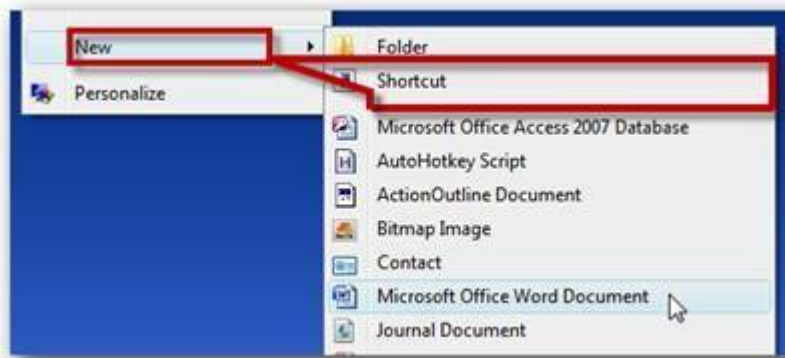 New
Personalize
Folder
Shortcut
Microsoft Office Access 2007 Database
AutoHotkey Script
ActionOutline Document
Bitmap Image
Contact
Microsoft Office Word Document
Journal Document